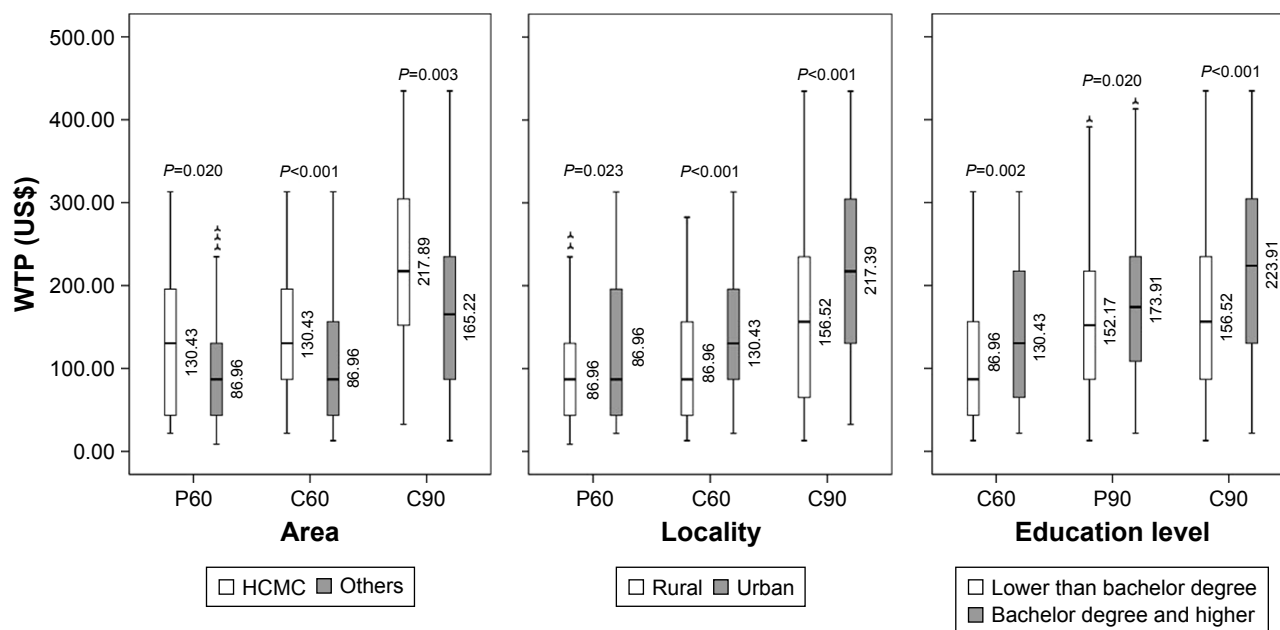 WTP (US$)
500.00
400.00
300.00
200.00
100.00
0.00
P=0.020
P<0.001
P=0.003
130.43
86.96
130.43
86.96
217.89
165.22
P60
C60
C90
Area
HCMC
Others
P=0.023
P<0.001
P<0.001
86.96
86.96
86.96
130.43
156.52
217.39
P60
C60
C90
Locality
Rural
Urban
P=0.002
P=0.020
P<0.001
86.96
130.43
152.17
173.91
156.52
223.91
C60
P90
C90
Education level
Lower than bachelor degree
Bachelor degree and higher